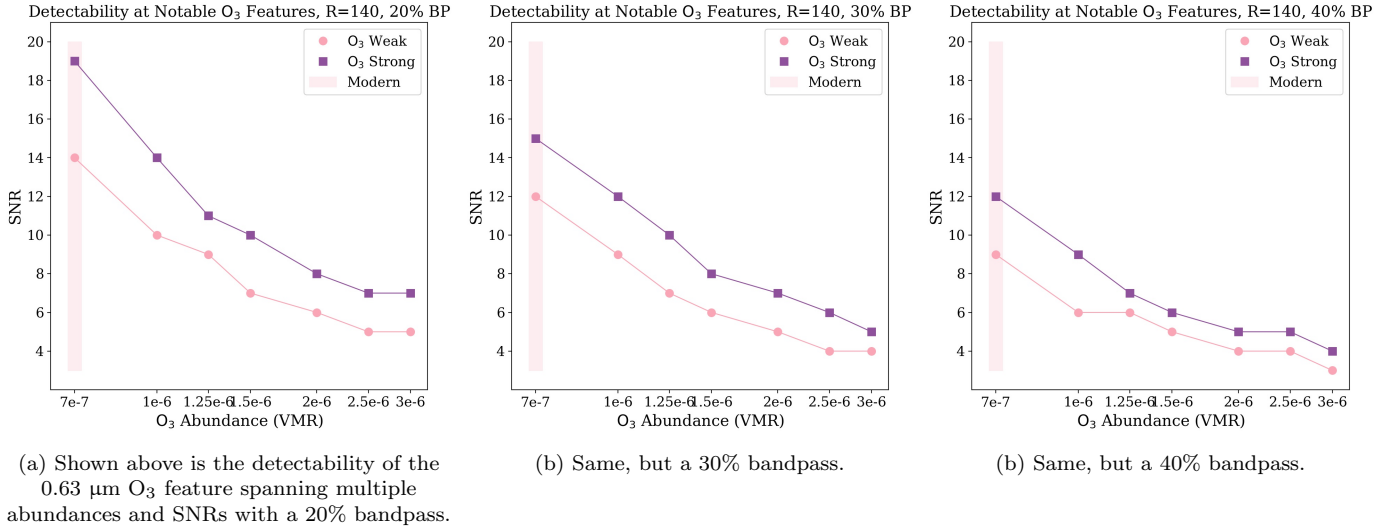 Detectability at Notable O₃ Features, R=140, 20% BP
20
18
16
14
12
10
8
6
4
SNR
O₃ Weak
O₃ Strong
Modern
7e-7
1e-6
1.25e-6
1.5e-6
2e-6
2.5e-6
3e-6
O₃ Abundance (VMR)
(a) Shown above is the detectability of the
0.63 µm O₃ feature spanning multiple
abundances and SNRs with a 20% bandpass.
Detectability at Notable O₃ Features, R=140, 30% BP
20
18
16
14
12
10
8
6
4
SNR
O₃ Weak
O₃ Strong
Modern
7e-7
1e-6
1.25e-6
1.5e-6
2e-6
2.5e-6
3e-6
O₃ Abundance (VMR)
(b) Same, but a 30% bandpass.
Detectability at Notable O₃ Features, R=140, 40% BP
20
18
16
14
12
10
8
6
4
SNR
O₃ Weak
O₃ Strong
Modern
7e-7
1e-6
1.25e-6
1.5e-6
2e-6
2.5e-6
3e-6
O₃ Abundance (VMR)
(b) Same, but a 40% bandpass.